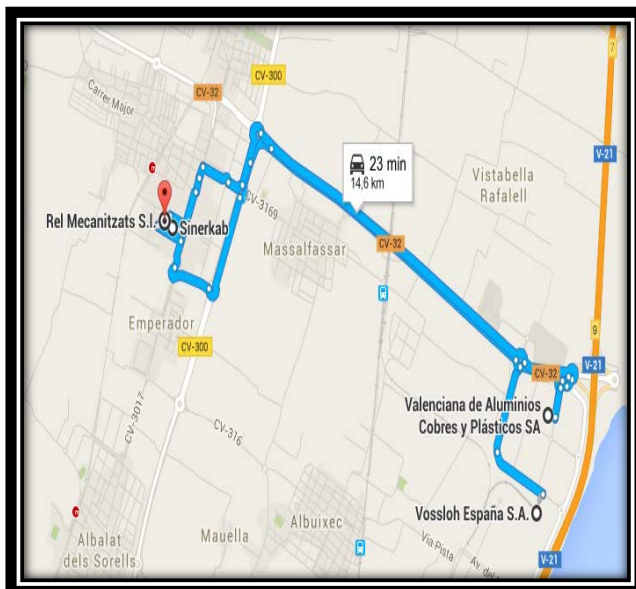 7
CV-32
CV-300
Carrer Major
V-21
23 min
14,6 km
Vistabella
Rafalell
CV-3169
Rel Mecanitzats S.l.
Sinerkab
Massalfassar
CV-32
Emperador
CV-300
9
V-21
CV-32
Valenciana de Aluminios
Cobres y Plásticos SA
CV-3017
CV-316
Vossloh España S.A.
Albuixec
Mauella
Albalat
dels Sorells
Via Pista
Av. del
V-21